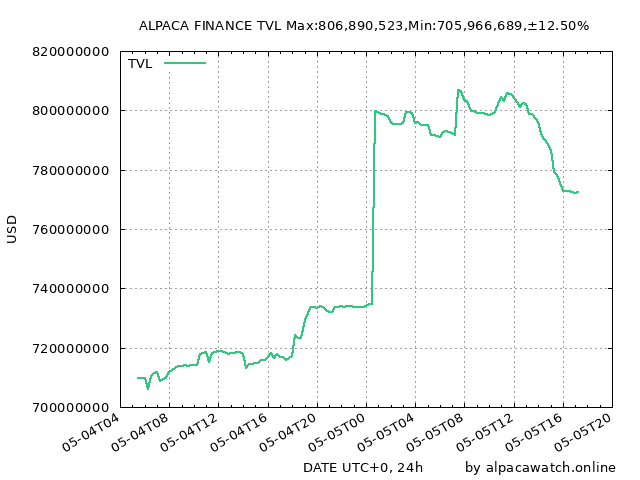 ALPACA FINANCE TVL Max:806,890,523,Min:705,966,689,±12.50%
820000000
TVL
800000000
780000000
760000000
USD
740000000
720000000
700000000
05-04T04
05-04T08
05-04T12
05-04T16
05-04T20
05-05T00
05-05T04
05-05T08
05-05T12
05-05T16
05-05T20
DATE UTC+0, 24h
by alpacawatch.online